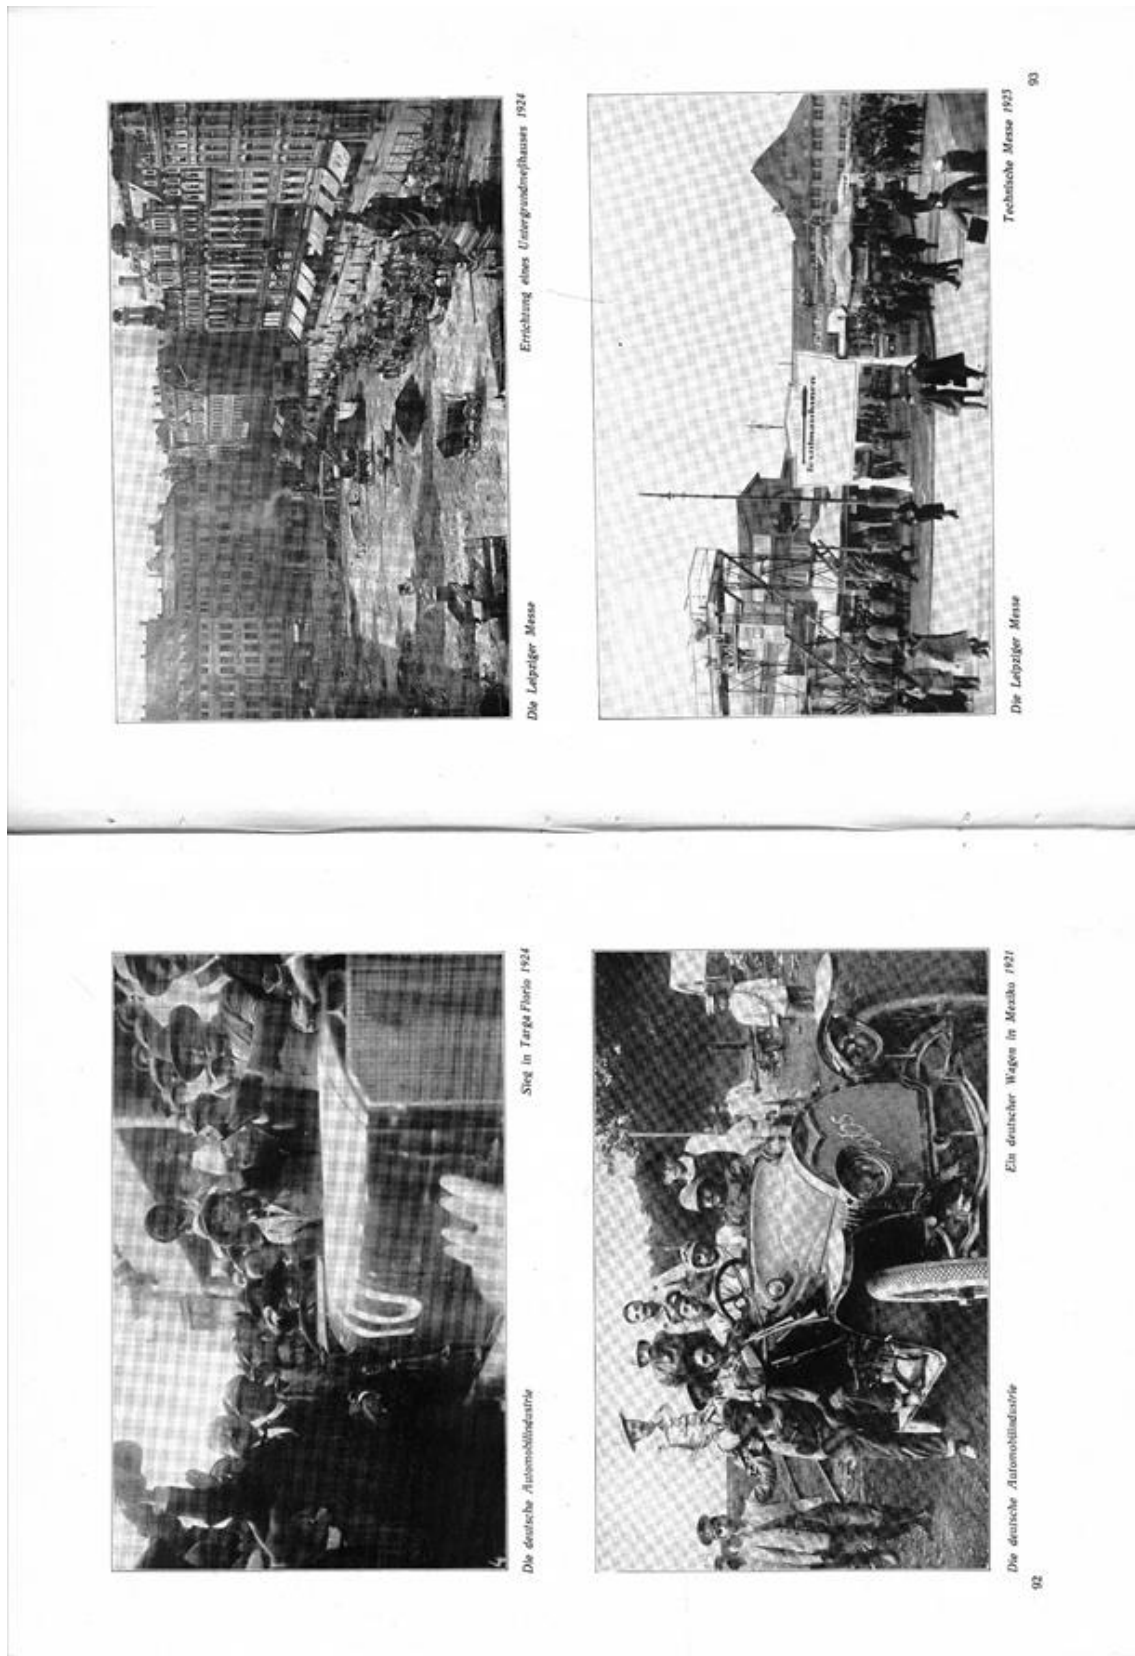 Die deutsche Automobilindustrie Sieg in Targa Florio 1924
Die deutsche Automobilindustrie Ein deutscher Wagen in Mexiko 1921
92
Die Leipziger Messe Errichtung eines Untergrundmeßhauses 1924
Die Leipziger Messe Technische Messe 1925
93